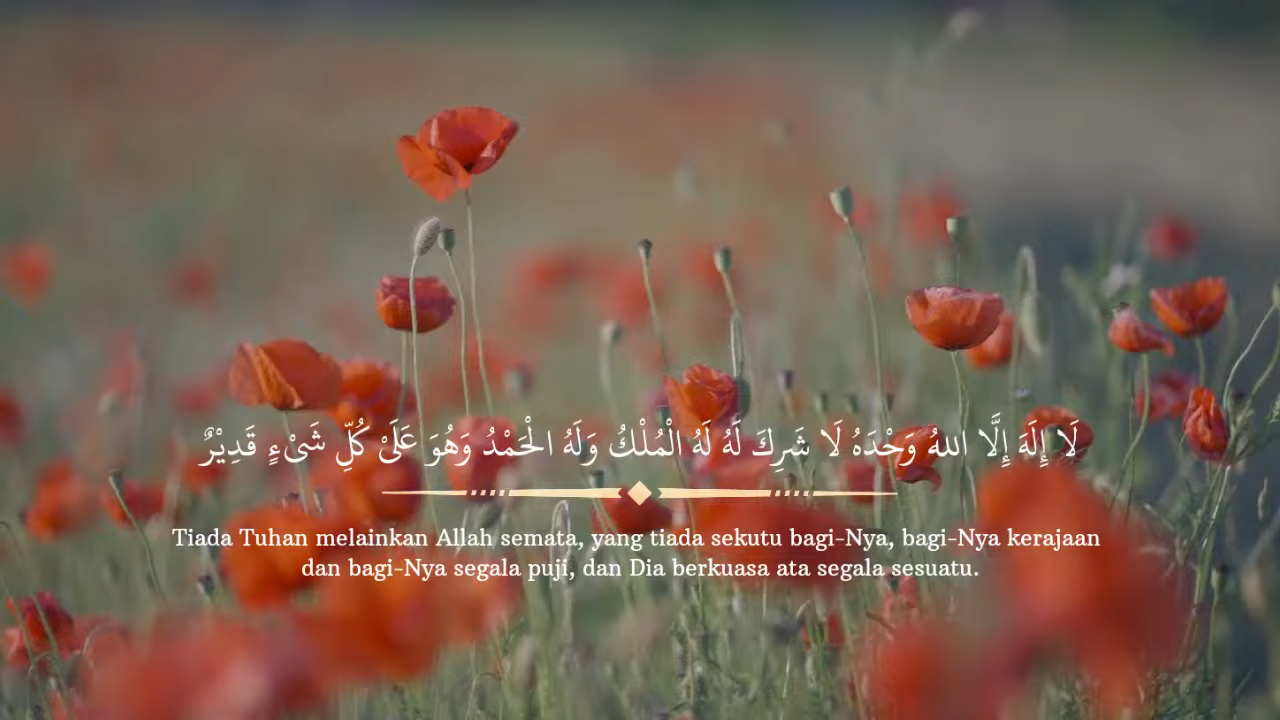 لَا إِلَهَ إِلَّا اللهُ وَحْدَهُ لَا شَرِكَ لَهُ لَهُ الْمُلْكُ وَلَهُ الْحَمْدُ وَهُوَ عَلَىْ كُلِّ شَىْءٍ قَدِيْرٌ
Tiada Tuhan melainkan Allah semata, yang tiada sekutu bagi-Nya, bagi-Nya kerajaan
dan bagi-Nya segala puji, dan Dia berkuasa ata segala sesuatu.